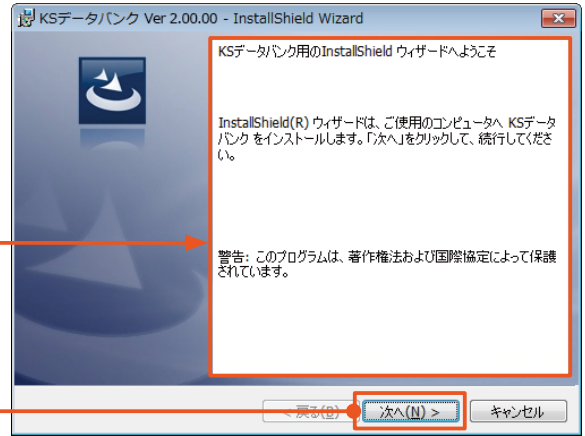 KSデータバンク Ver 2.00.00 - InstallShield Wizard
KSデータバンク用のInstallShield ウィザードへようこそ
InstallShield(R) ウィザードは、ご使用のコンピュータへ KSデータ
バンク をインストールします。「次へ」をクリックして、続行してくださ
い。
警告: このプログラムは、著作権法および国際協定によって保護
されています。
< 戻る(B) 次へ(N) > キャンセル